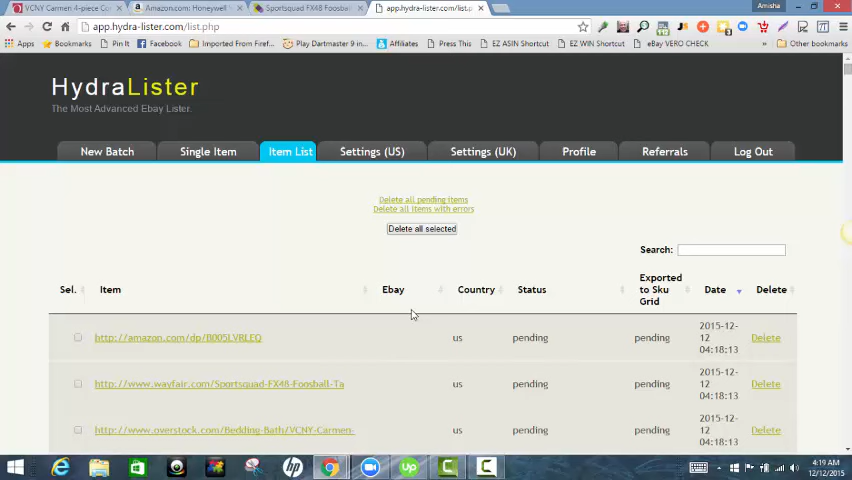 VCNY Carmen 4-piece Co
Amazon.com: Honeywell
SportSquad FX48 Foosball
app.hydra-lister.com/list.p
Amisha
app.hydra-lister.com/list.php
Apps Bookmarks Pin It Facebook Imported From Firef... Play Dartmaster 9 in... Affiliates Press This EZ ASIN Shortcut EZ WIN Shortcut eBay VERO CHECK Other bookmarks
HydraLister
The Most Advanced Ebay Lister.
New Batch Single Item Item List Settings (US) Settings (UK) Profile Referrals Log Out
Delete all pending items
Delete all items with errors
Delete all selected
Search:
Sel. Item Ebay Country Status Exported to Sku Grid Date Delete
http://amazon.com/dp/B005LVRLEQ us pending pending 2015-12-12 04:18:13 Delete
http://www.wayfair.com/Sportsquad-FX48-Foosball-Ta us pending pending 2015-12-12 04:18:13 Delete
http://www.overstock.com/Bedding-Bath/VCNY-Carmen- us pending pending 2015-12-12 04:18:13 Delete
4:19 AM
12/12/2015